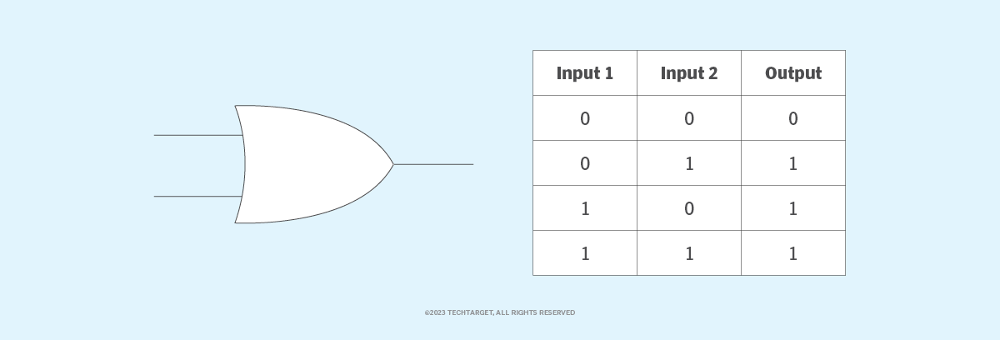 Input 1 Input 2 Output
0 0 0
0 1 1
1 0 1
1 1 1
©2023 TECHTARGET, ALL RIGHTS RESERVED